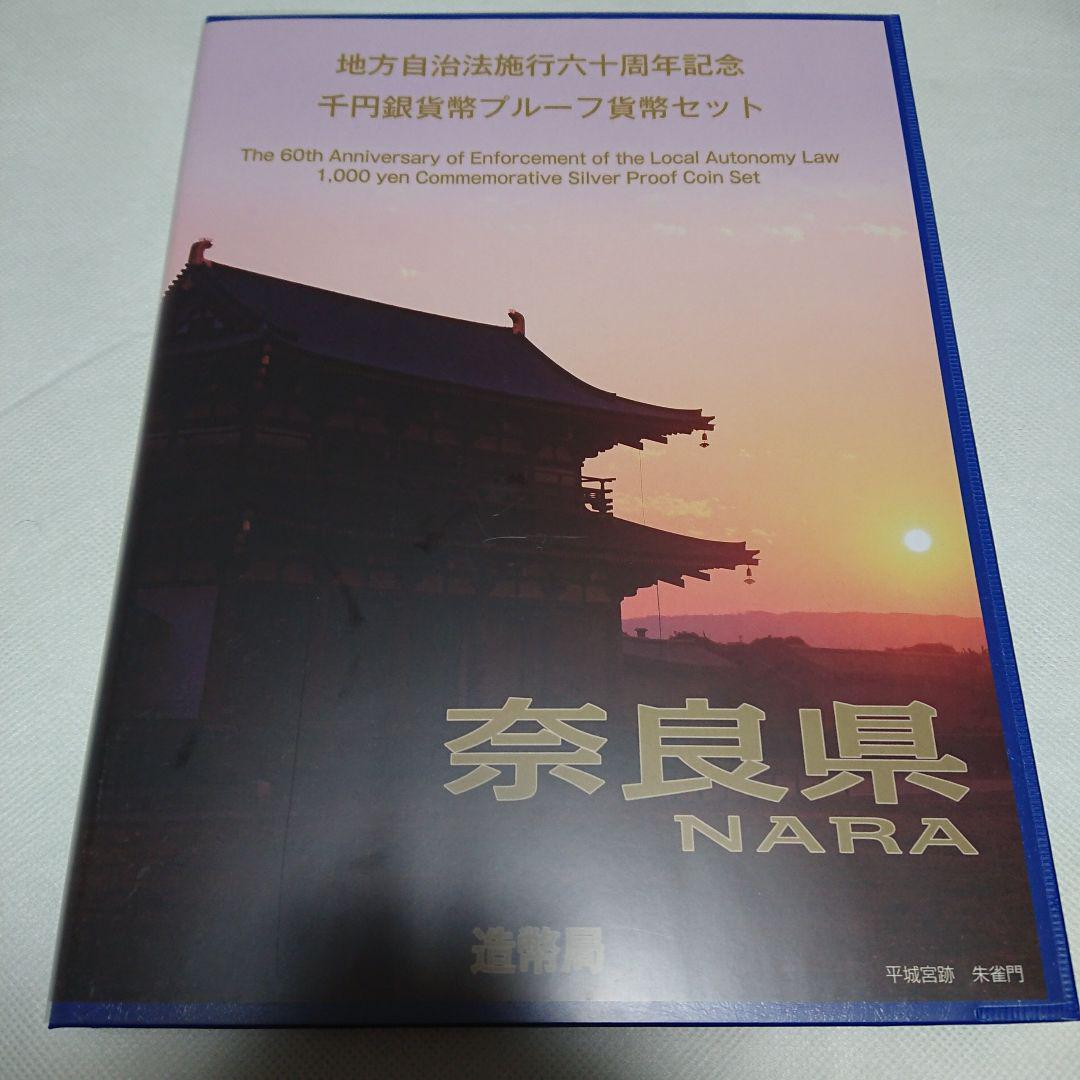 地方自治法施行六十周年記念
千円銀貨幣プルーフ貨幣セット
The 60th Anniversary of Enforcement of the Local Autonomy Law
1,000 yen Commemorative Silver Proof Coin Set
奈良県
NARA
造幣局
平城宮跡 朱雀門